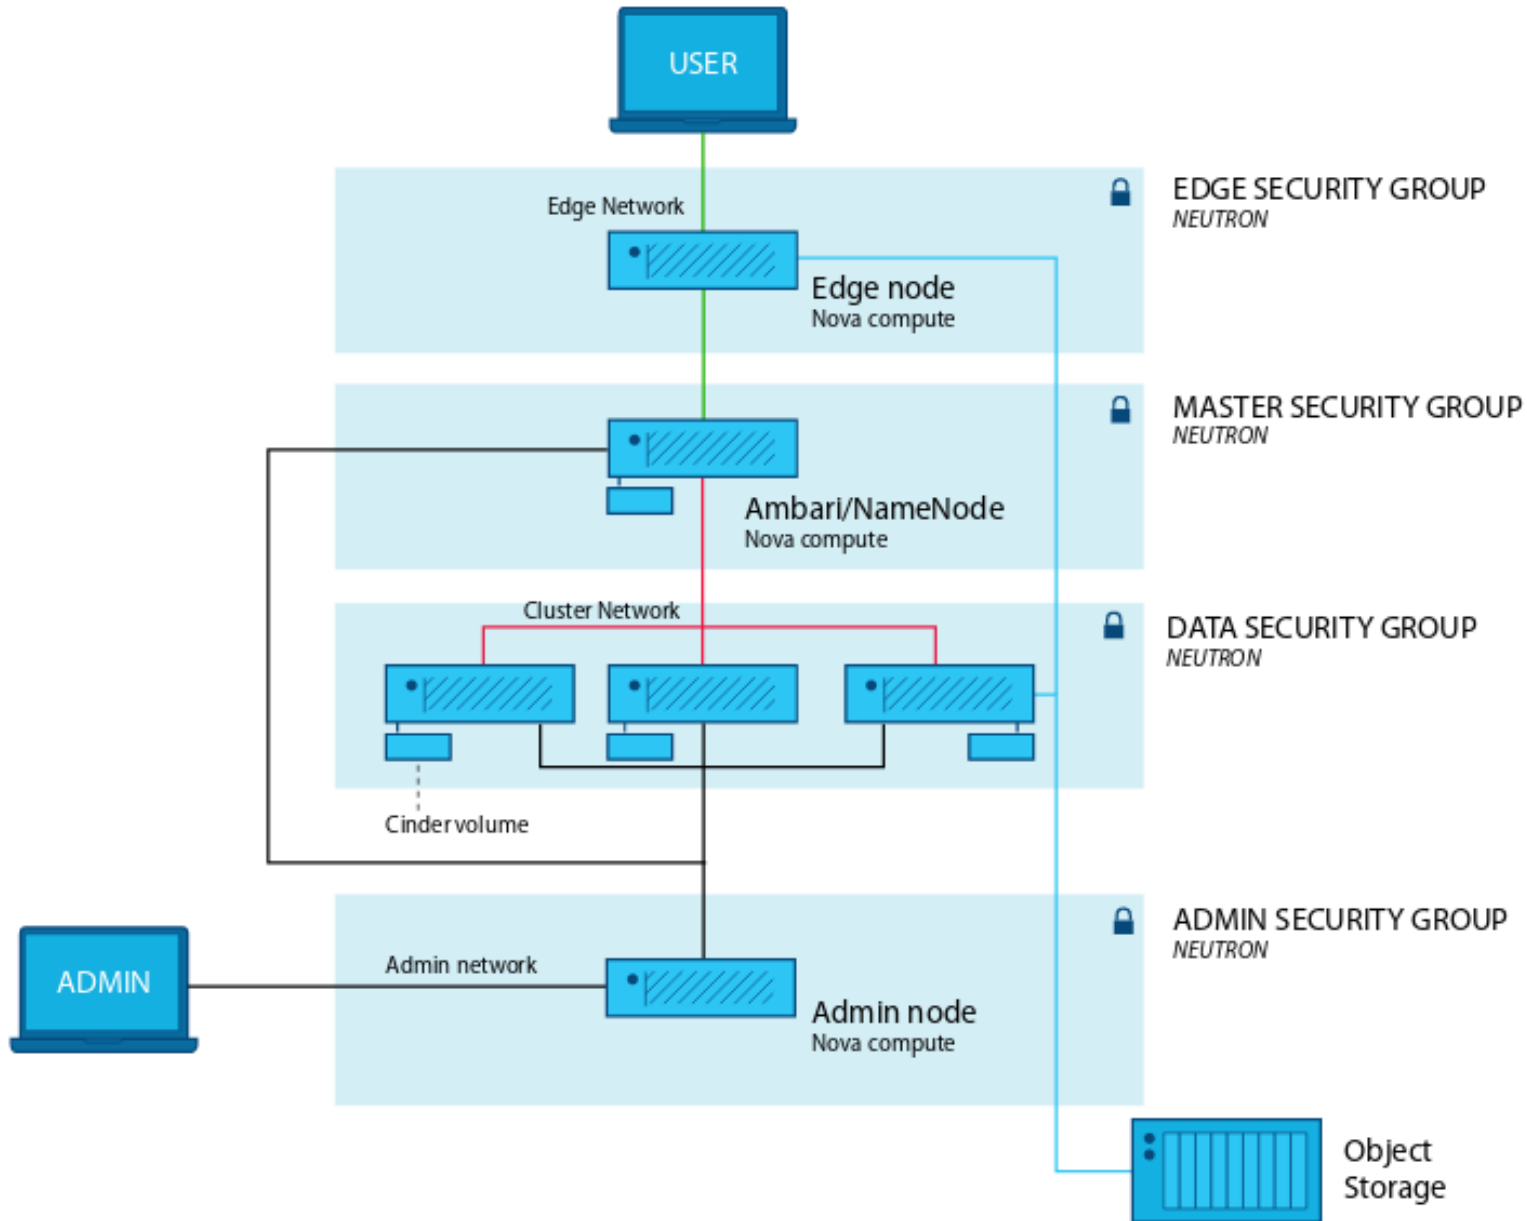 USER
EDGE SECURITY GROUP
NEUTRON
Edge Network
Edge node
Nova compute
MASTER SECURITY GROUP
NEUTRON
Ambari/NameNode
Nova compute
Cluster Network
DATA SECURITY GROUP
NEUTRON
Cinder volume
ADMIN SECURITY GROUP
NEUTRON
ADMIN
Admin network
Admin node
Nova compute
Object
Storage